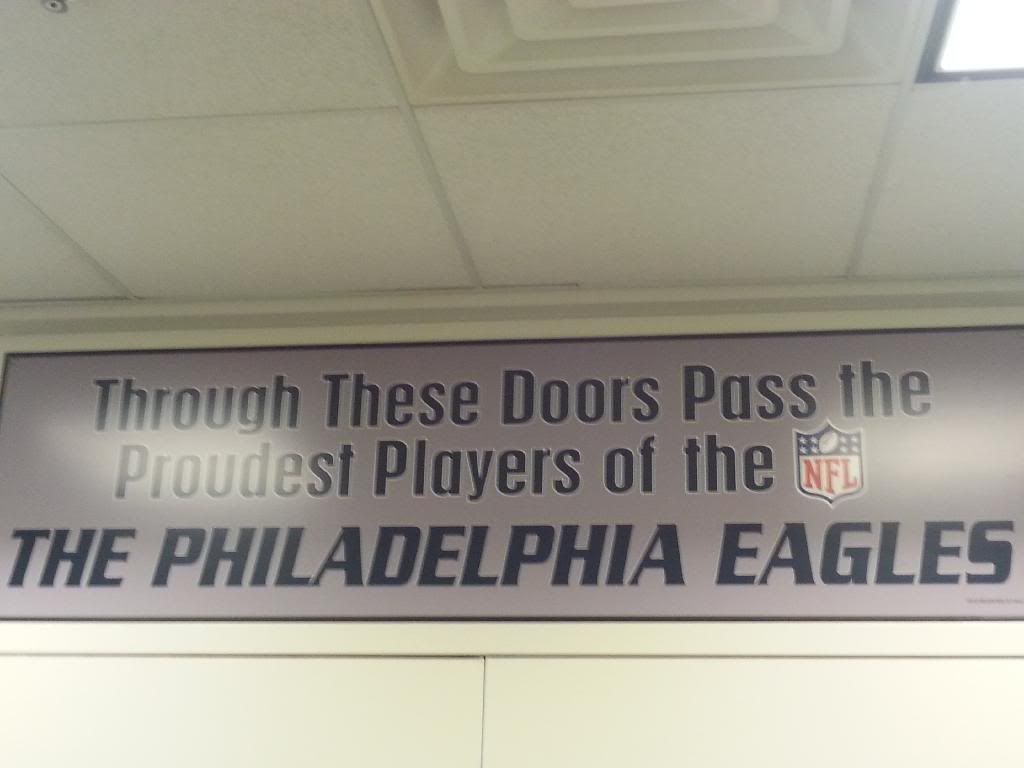 Through These Doors Pass the
Proudest Players of the NFL
THE PHILADELPHIA EAGLES